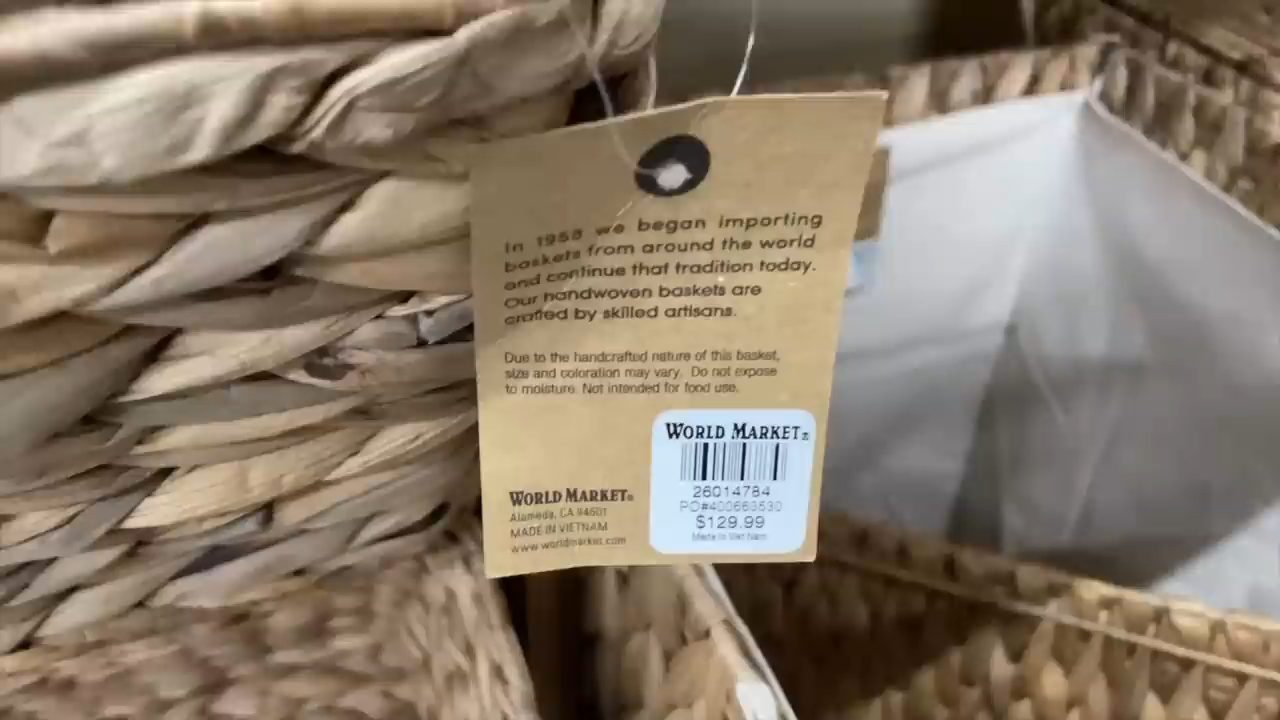 In 1958 we began importing
baskets from around the world
and continue that tradition today.
Our handwoven baskets are
crafted by skilled artisans.
Due to the handcrafted nature of this basket,
size and coloration may vary. Do not expose
to moisture. Not intended for food use.
WORLD MARKET®
Alameda, CA 94501
MADE IN VIETNAM
www.worldmarket.com
WORLD MARKET®
26014784
PO#400660530
$129.99
Made in Viet Nam